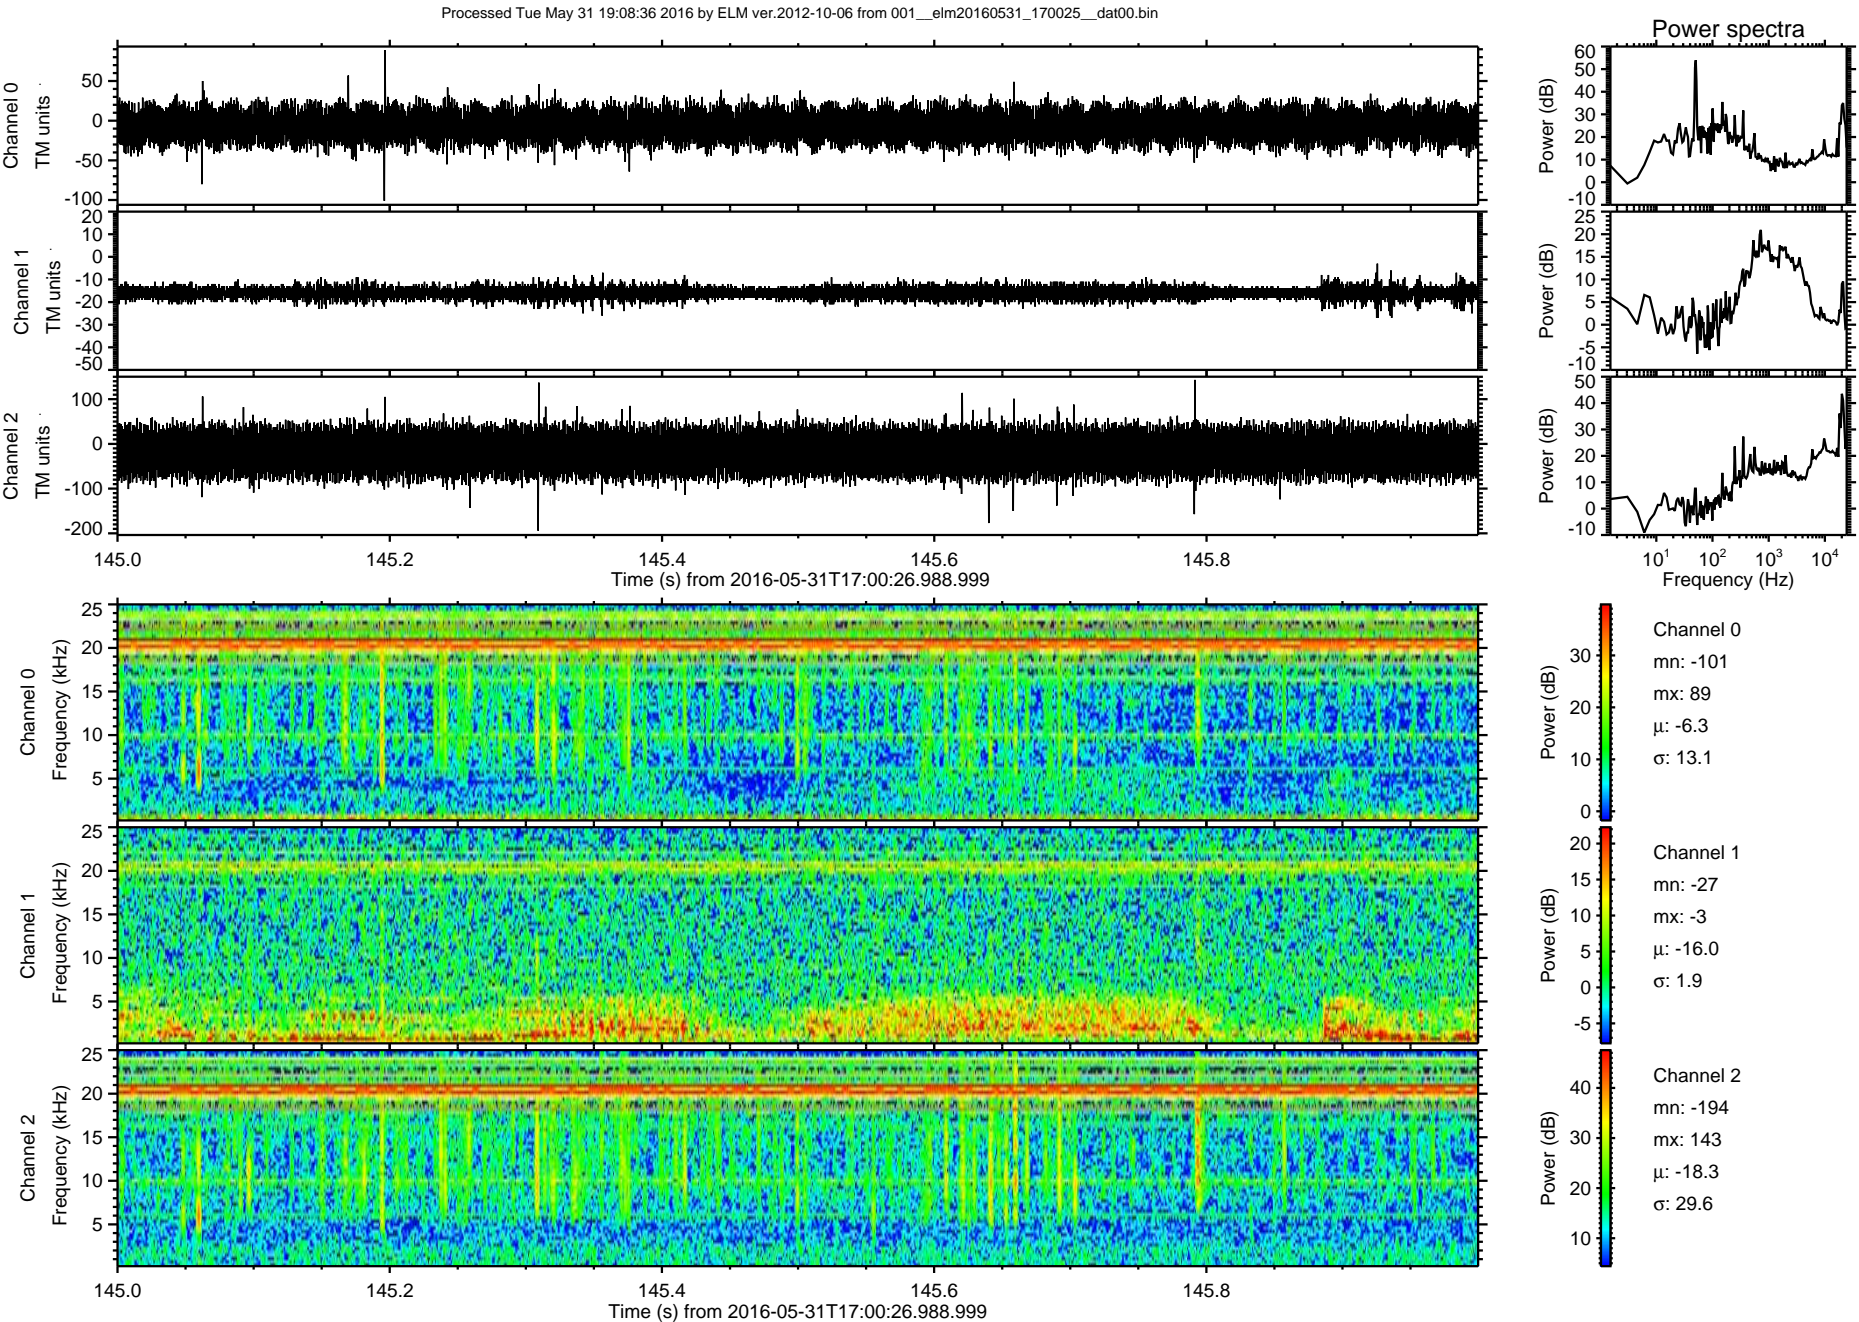 Processed Tue May 31 19:08:36 2016 by ELM ver.2012-10-06 from 001__elm20160531_170025__dat00.bin
Power spectra
Channel 0
TM units
50
0
-50
-100
Power (dB)
60
50
40
30
20
10
0
-10
Channel 1
TM units
20
10
0
-10
-20
-30
-40
-50
Power (dB)
25
20
15
10
5
0
-5
-10
Channel 2
TM units
100
0
-100
-200
Power (dB)
50
40
30
20
10
0
-10
145.0 145.2 145.4 145.6 145.8
Time (s) from 2016-05-31T17:00:26.988.999
10^1 10^2 10^3 10^4
Frequency (Hz)
Channel 0
Frequency (kHz)
25
20
15
10
5
Power (dB)
30
20
10
0
Channel 0
mn: -101
mx: 89
μ: -6.3
σ: 13.1
Channel 1
Frequency (kHz)
25
20
15
10
5
Power (dB)
20
15
10
5
0
-5
Channel 1
mn: -27
mx: -3
μ: -16.0
σ: 1.9
Channel 2
Frequency (kHz)
25
20
15
10
5
Power (dB)
40
30
20
10
Channel 2
mn: -194
mx: 143
μ: -18.3
σ: 29.6
145.0 145.2 145.4 145.6 145.8
Time (s) from 2016-05-31T17:00:26.988.999